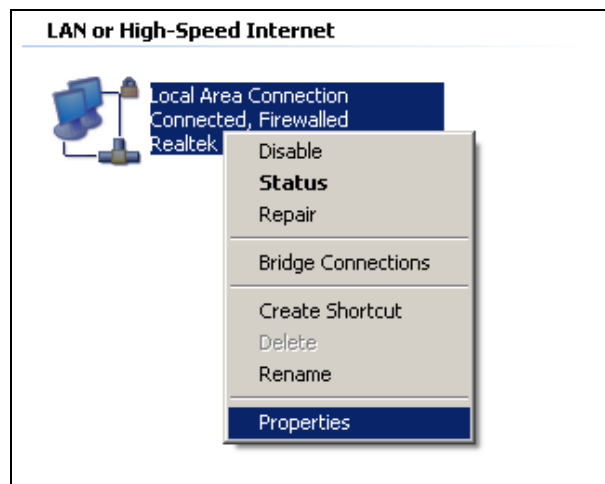 LAN or High-Speed Internet
Local Area Connection
Connected, Firewalled
Realtek
Disable
Status
Repair
Bridge Connections
Create Shortcut
Delete
Rename
Properties